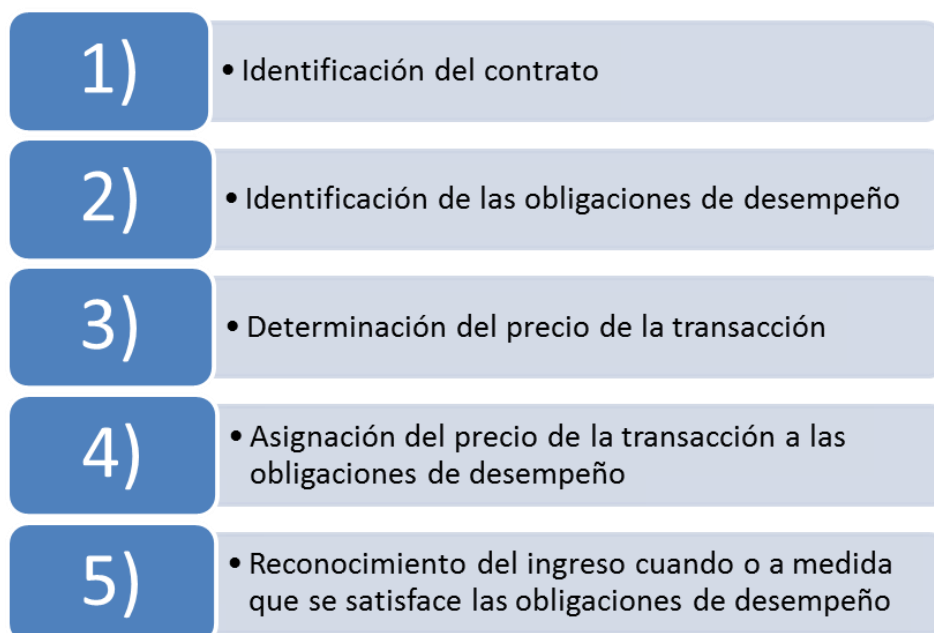 1)
• Identificación del contrato
2)
• Identificación de las obligaciones de desempeño
3)
• Determinación del precio de la transacción
4)
• Asignación del precio de la transacción a las
obligaciones de desempeño
5)
• Reconocimiento del ingreso cuando o a medida
que se satisface las obligaciones de desempeño